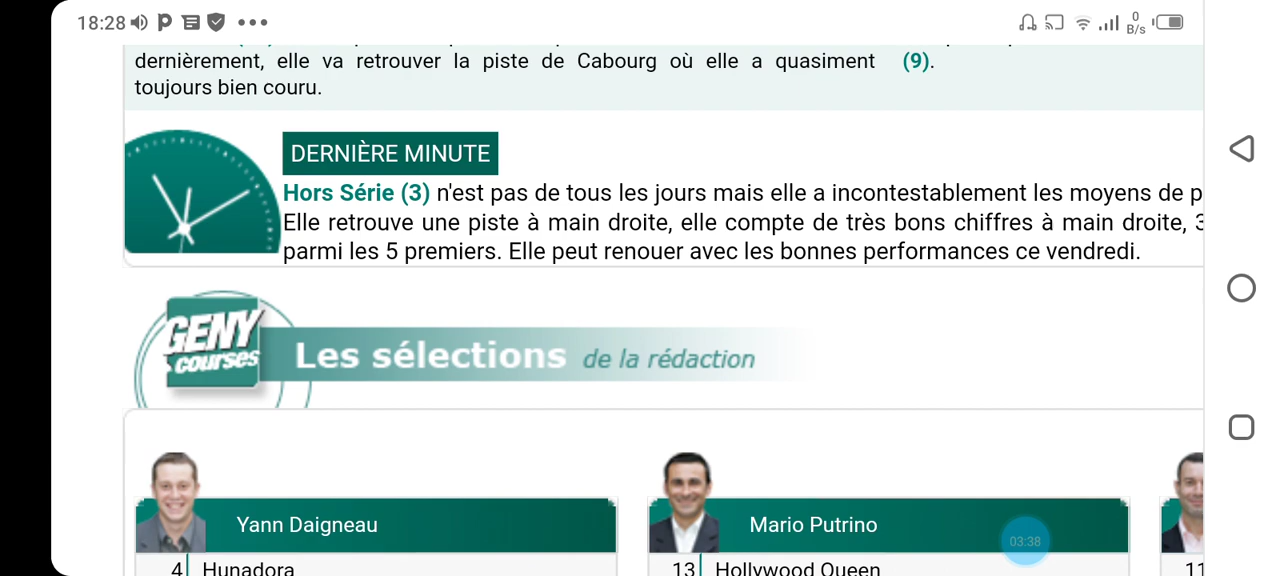 18:28
0
B/s
dernièrement, elle va retrouver la piste de Cabourg où elle a quasiment (9).
toujours bien couru.
DERNIÈRE MINUTE
Hors Série (3) n'est pas de tous les jours mais elle a incontestablement les moyens de p
Elle retrouve une piste à main droite, elle compte de très bons chiffres à main droite, 3
parmi les 5 premiers. Elle peut renouer avec les bonnes performances ce vendredi.
GENY
courses
Les sélections de la rédaction
Yann Daigneau
Mario Putrino
03:38
4 Hunadora
13 Hollywood Queen
11